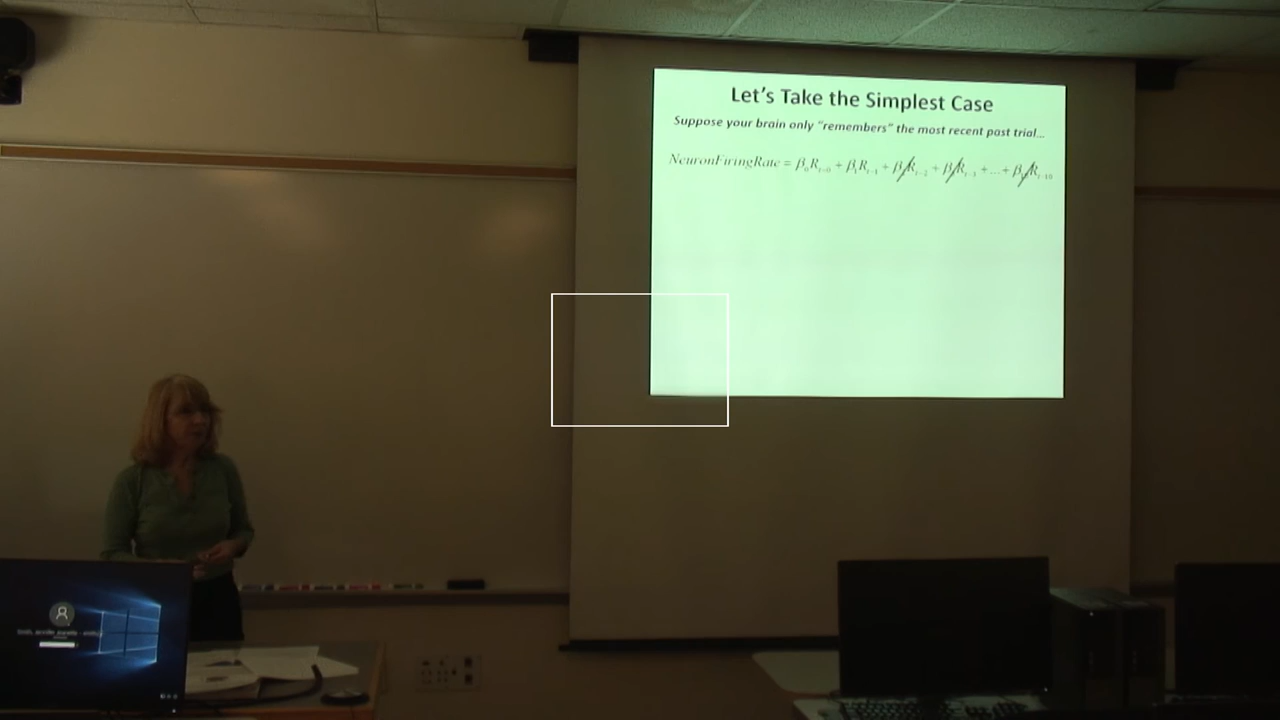 Let's Take the Simplest Case
Suppose your brain only "remembers" the most recent past trial...
NeuronFiringRate = β₀Rₜ₋₀ + β₁Rₜ₋₁ + β₂Rₜ₋₂ + β₃Rₜ₋₃ + ... + β₁₀Rₜ₋₁₀